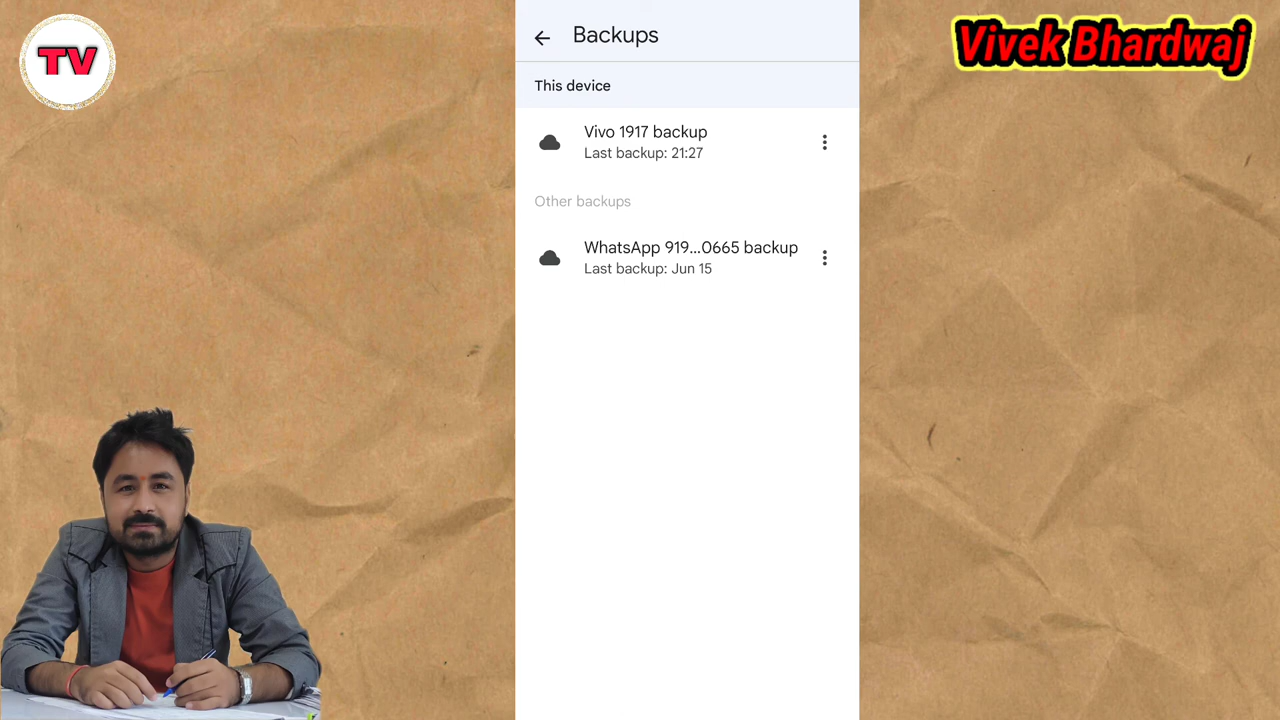 TV
Backups
Vivek Bhardwaj
This device
Vivo 1917 backup
Last backup: 21:27
Other backups
WhatsApp 919...0665 backup
Last backup: Jun 15